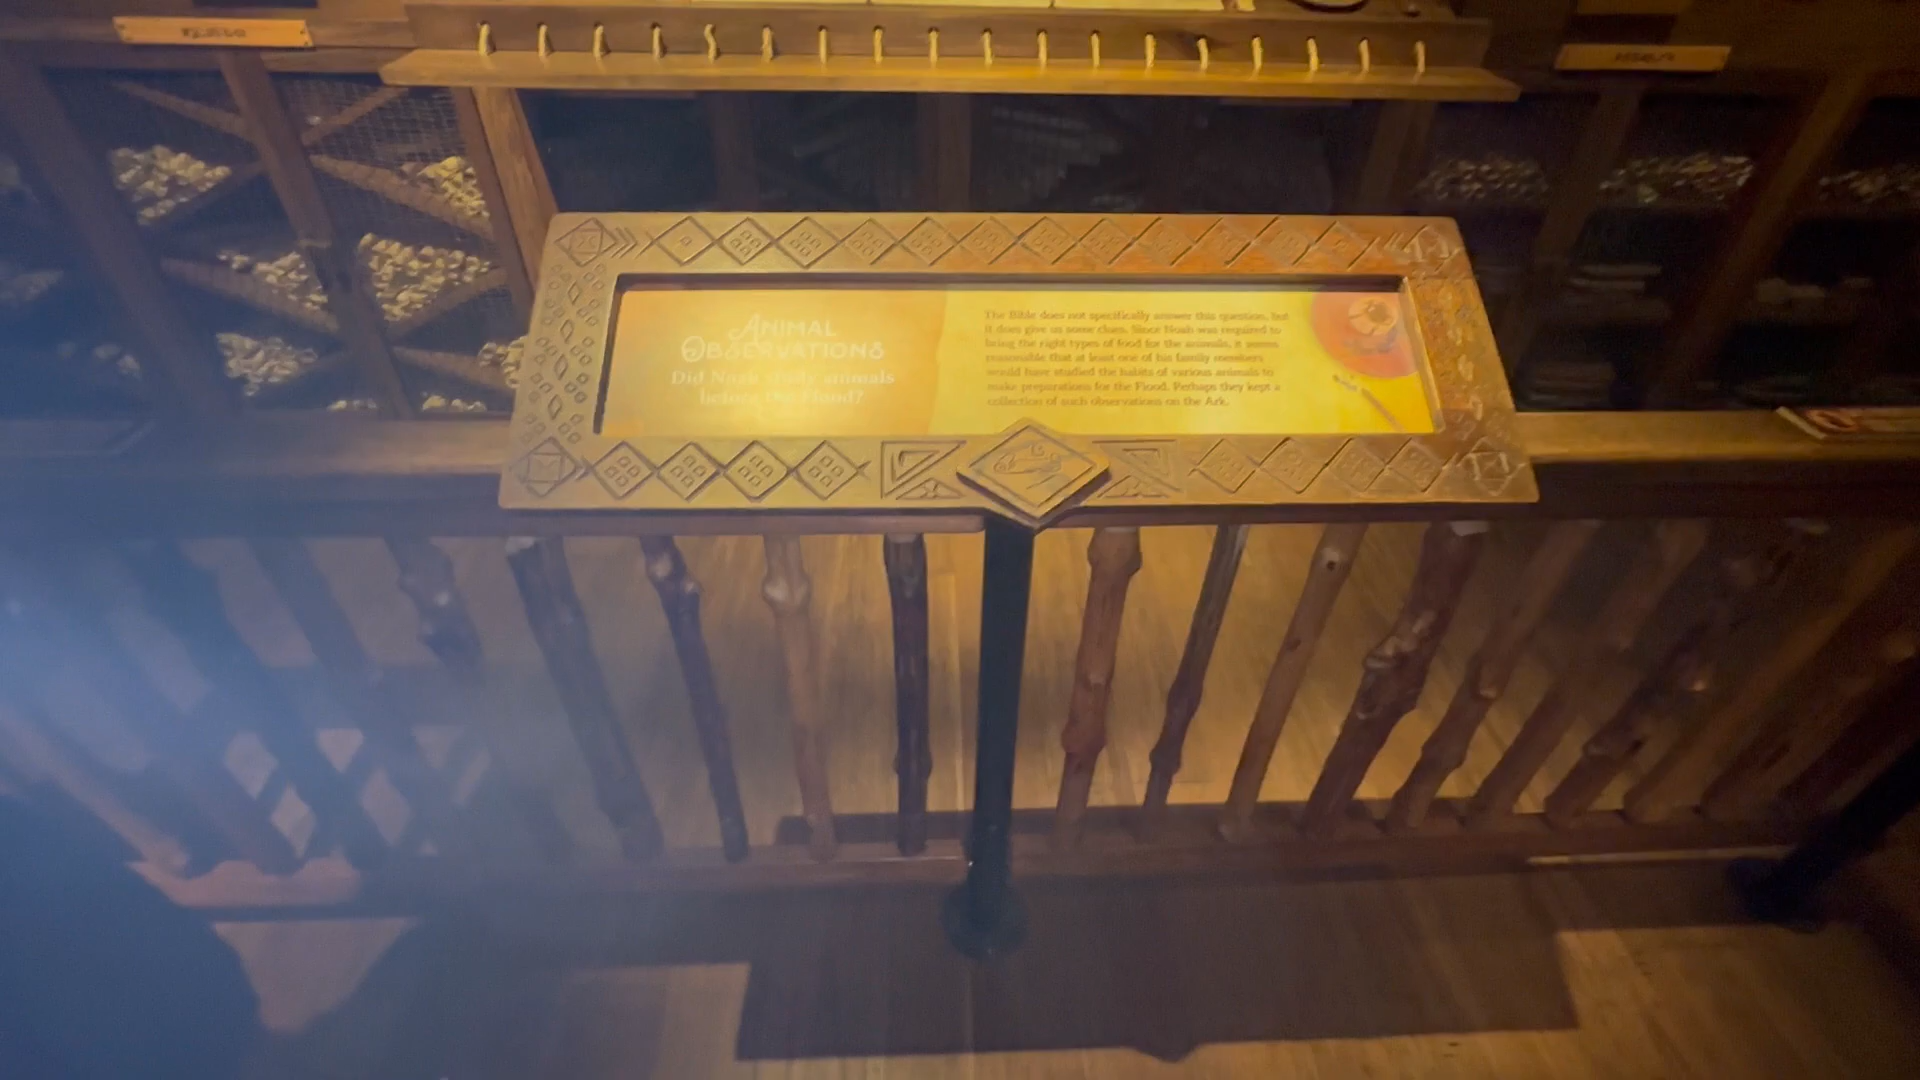 ANIMAL
OBSERVATIONS
Did Noah study animals
before the Flood?
The Bible does not specifically answer this question, but
it does give us some clues. Since Noah was required to
bring the right types of food for the animals, it seems
reasonable that at least one of his family members
would have studied the habits of various animals to
make preparations for the Flood. Perhaps they kept a
collection of such observations on the Ark.